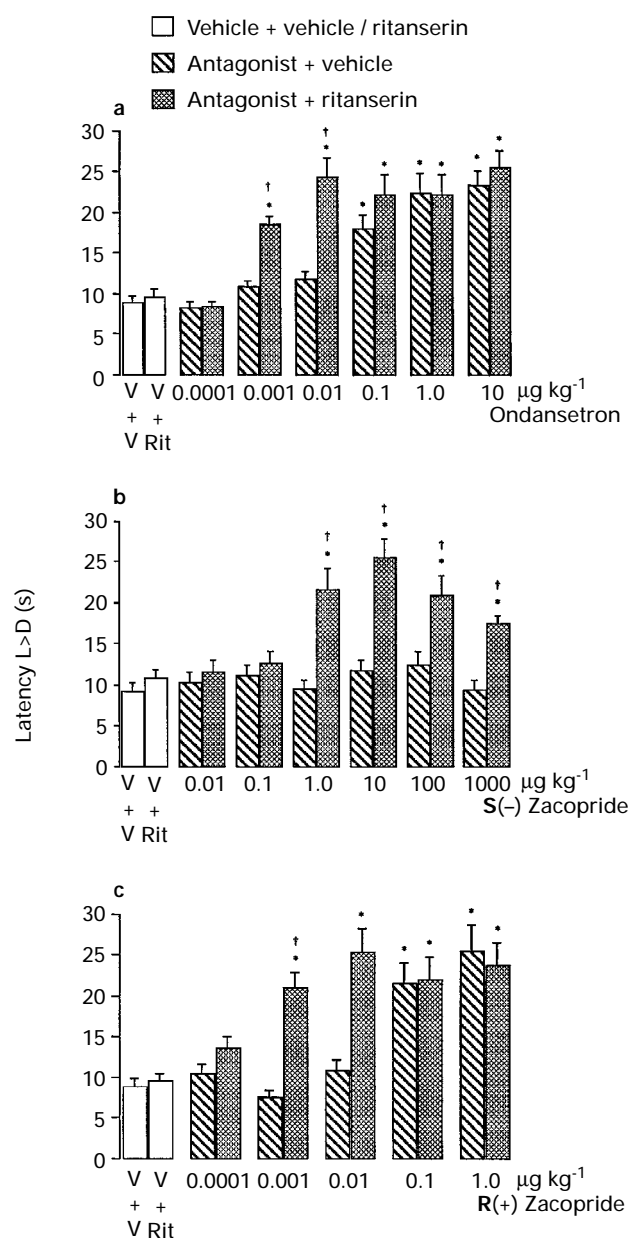 Vehicle + vehicle / ritanserin
Antagonist + vehicle
Antagonist + ritanserin
Latency L>D (s)
a
30
25
20
15
10
5
0
* † * † * * * * * *
V + V
V + Rit
0.0001 0.001 0.01 0.1 1.0 10 μg kg⁻¹
Ondansetron
b
30
25
20
15
10
5
0
† * † * † * † *
V + V
V + Rit
0.01 0.1 1.0 10 100 1000 μg kg⁻¹
S(–) Zacopride
c
30
25
20
15
10
5
0
† * * * * * *
V + V
V + Rit
0.0001 0.001 0.01 0.1 1.0 μg kg⁻¹
R(+) Zacopride